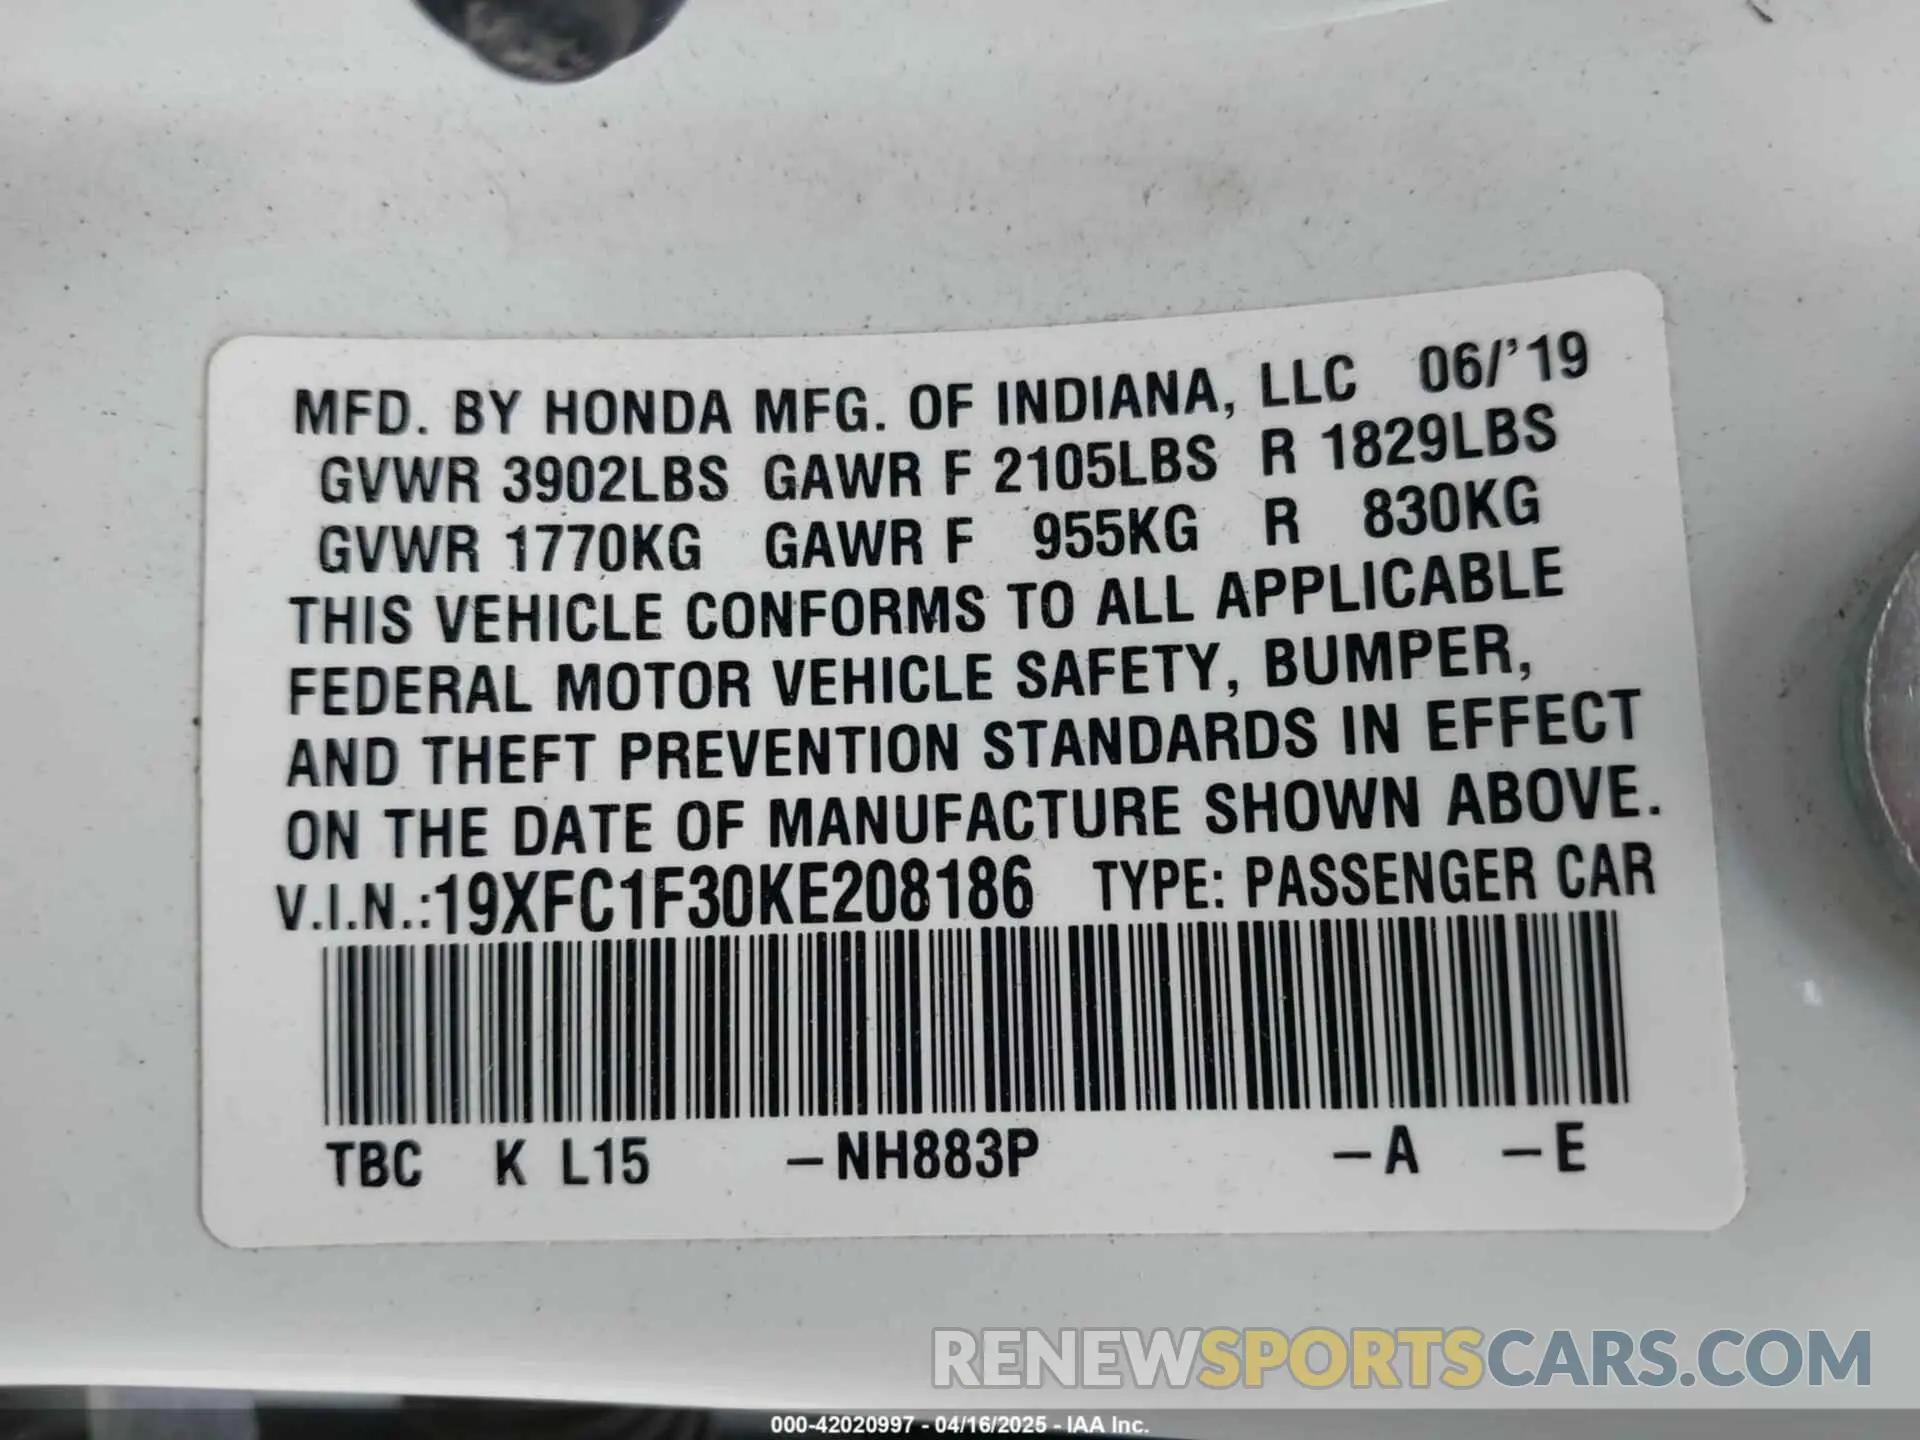 MFD. BY HONDA MFG. OF INDIANA, LLC 06/'19
GVWR 3902LBS GAWR F 2105LBS R 1829LBS
GVWR 1770KG GAWR F 955KG R 830KG
THIS VEHICLE CONFORMS TO ALL APPLICABLE
FEDERAL MOTOR VEHICLE SAFETY, BUMPER,
AND THEFT PREVENTION STANDARDS IN EFFECT
ON THE DATE OF MANUFACTURE SHOWN ABOVE.
V.I.N.:19XFC1F30KE208186 TYPE: PASSENGER CAR
TBC K L15 –NH883P –A –E
RENEWSPORTSCARS.COM
000-42020997 - 04/16/2025 - IAA Inc.